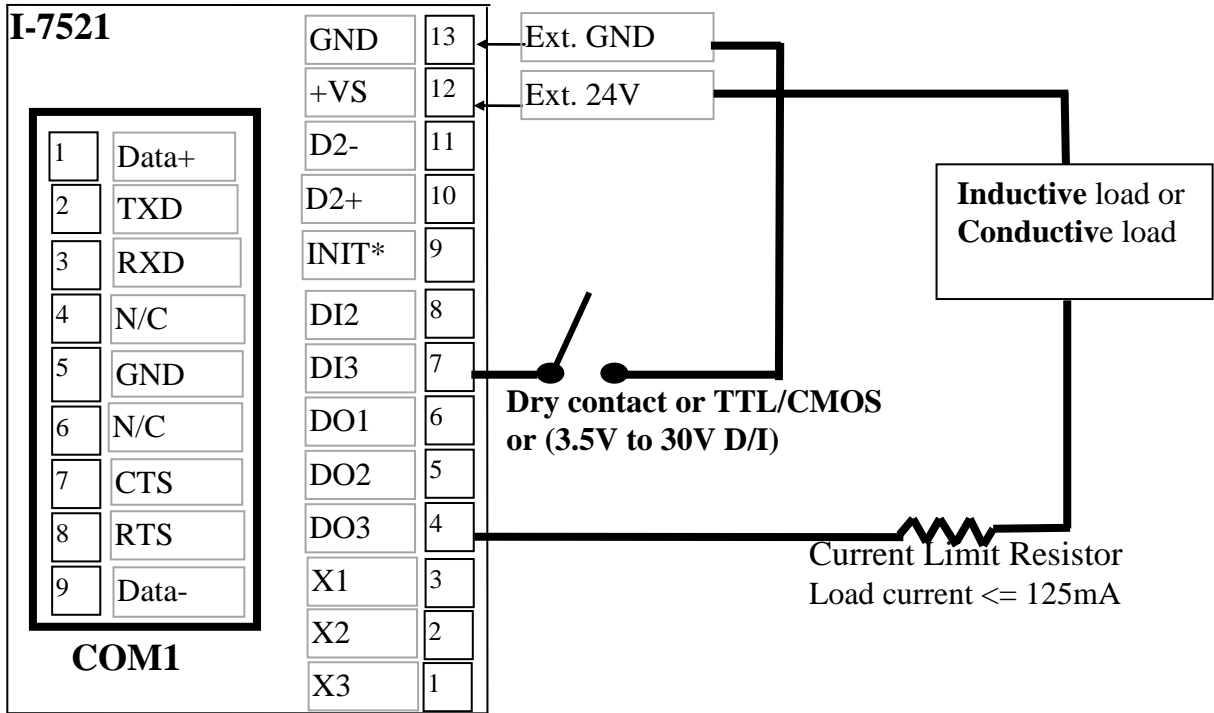 I-7521
GND 13 Ext. GND
+VS 12 Ext. 24V
D2- 11
D2+ 10
INIT* 9
DI2 8
DI3 7
DO1 6
DO2 5
DO3 4
X1 3
X2 2
X3 1
1 Data+
2 TXD
3 RXD
4 N/C
5 GND
6 N/C
7 CTS
8 RTS
9 Data-
COM1
Inductive load or
Conductive load
Dry contact or TTL/CMOS
or (3.5V to 30V D/I)
Current Limit Resistor
Load current <= 125mA